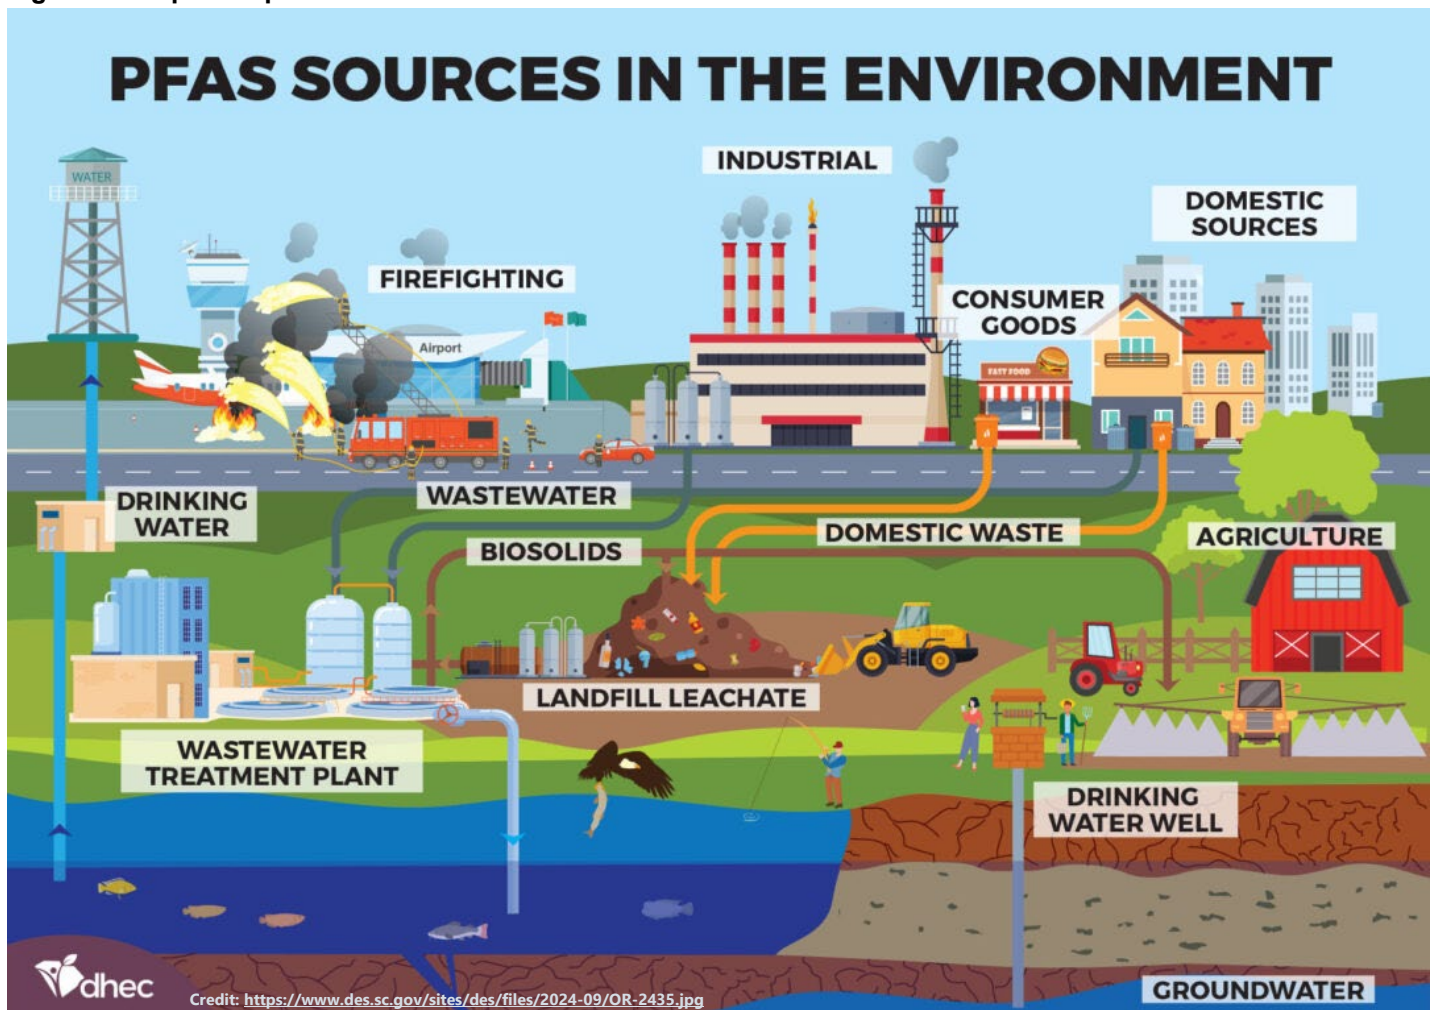 PFAS SOURCES IN THE ENVIRONMENT
WATER
INDUSTRIAL
DOMESTIC
SOURCES
FIREFIGHTING
CONSUMER
GOODS
Airport
FAST FOOD
DRINKING
WATER
WASTEWATER
DOMESTIC WASTE
AGRICULTURE
BIOSOLIDS
LANDFILL LEACHATE
WASTEWATER
TREATMENT PLANT
DRINKING
WATER WELL
dhec
Credit: https://www.des.sc.gov/sites/des/files/2024-09/OR-2435.jpg
GROUNDWATER